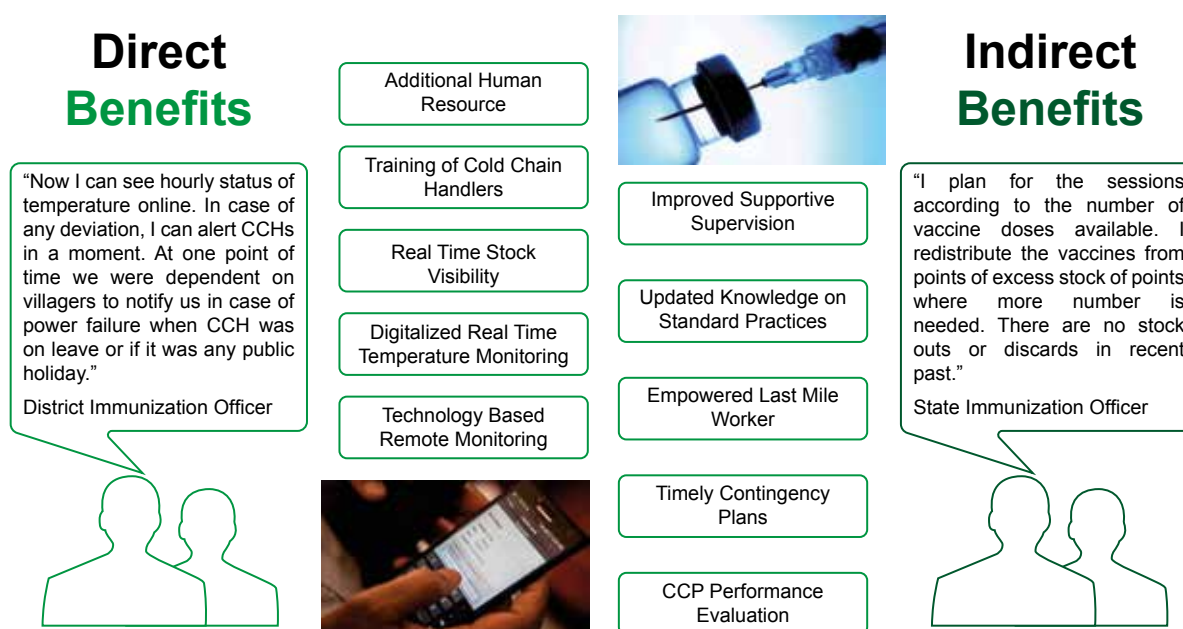 Direct
Benefits
“Now I can see hourly status of
temperature online. In case of
any deviation, I can alert CCHs
in a moment. At one point of
time we were dependent on
villagers to notify us in case of
power failure when CCH was
on leave or if it was any public
holiday.”
District Immunization Officer
Additional Human
Resource
Training of Cold Chain
Handlers
Real Time Stock
Visibility
Digitalized Real Time
Temperature Monitoring
Technology Based
Remote Monitoring
Improved Supportive
Supervision
Updated Knowledge on
Standard Practices
Empowered Last Mile
Worker
Timely Contingency
Plans
CCP Performance
Evaluation
Indirect
Benefits
“I plan for the sessions
according to the number of
vaccine doses available. I
redistribute the vaccines from
points of excess stock of points
where more number is
needed. There are no stock
outs or discards in recent
past.”
State Immunization Officer